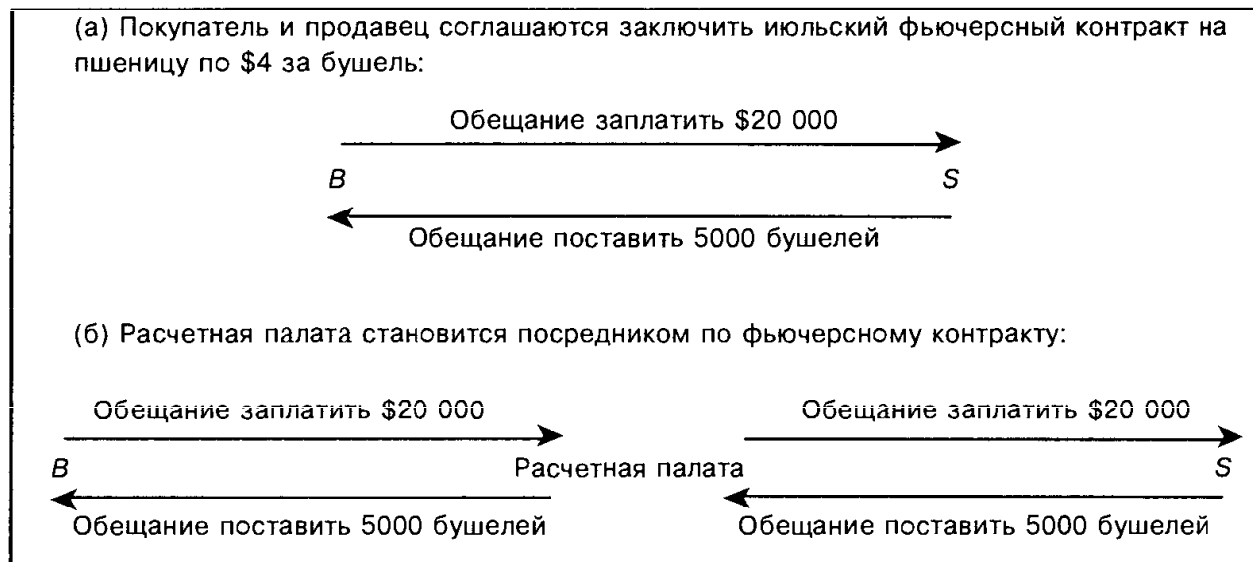 (а) Покупатель и продавец соглашаются заключить июльский фьючерсный контракт на
пшеницу по $4 за бушель:
Обещание заплатить $20 000
B S
Обещание поставить 5000 бушелей
(б) Расчетная палата становится посредником по фьючерсному контракту:
Обещание заплатить $20 000 Обещание заплатить $20 000
B Расчетная палата S
Обещание поставить 5000 бушелей Обещание поставить 5000 бушелей